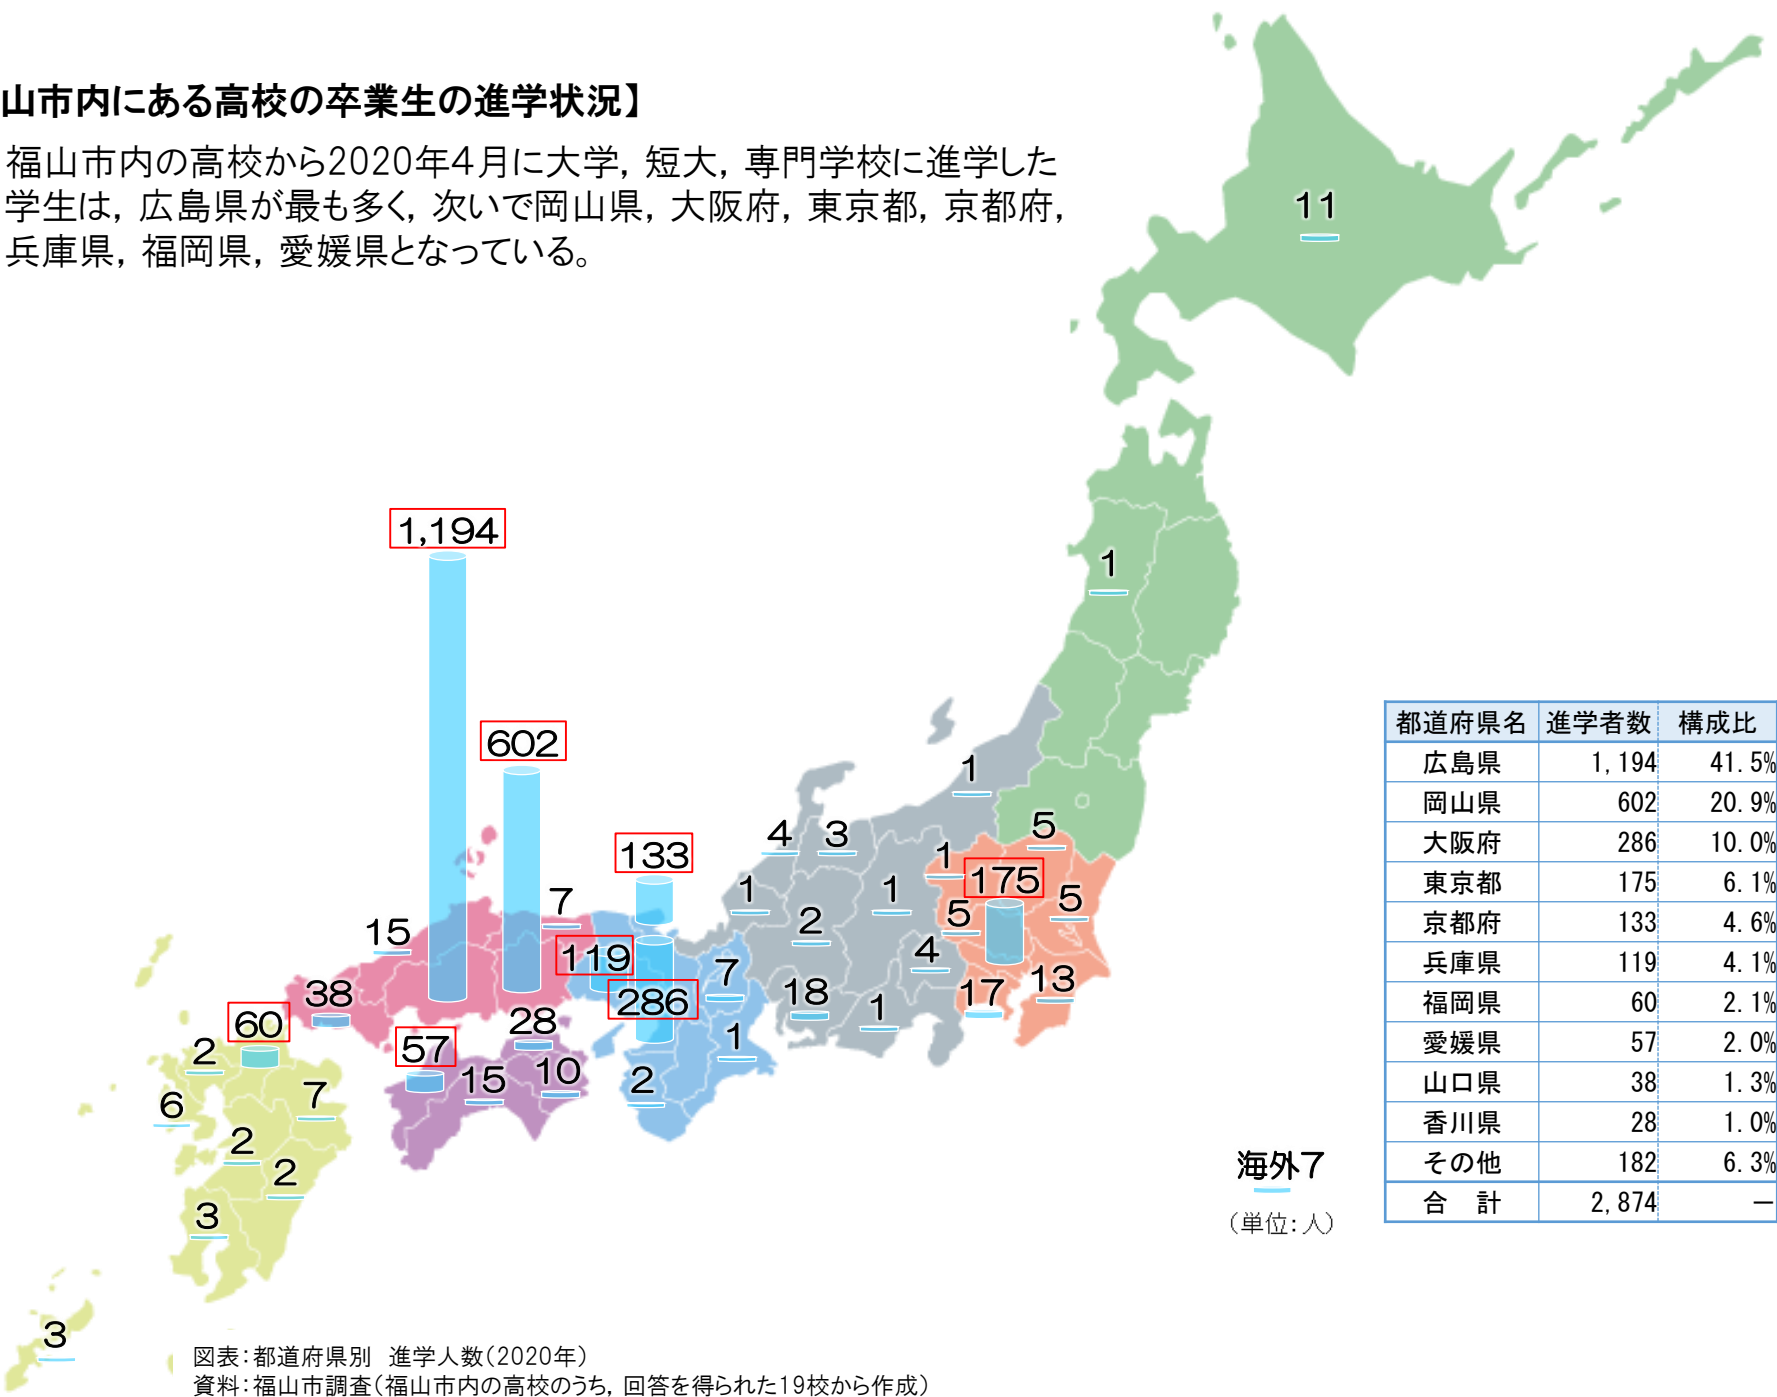 山市内にある高校の卒業生の進学状況】
福山市内の高校から2020年4月に大学，短大，専門学校に進学した
学生は，広島県が最も多く，次いで岡山県，大阪府，東京都，京都府，
兵庫県，福岡県，愛媛県となっている。
11
1,194
1
602
1
133
4
3
5
1
175
7
1
1
5
5
15
2
119
4
7
13
38
286
18
17
60
28
1
57
1
2
15
10
2
7
6
2
2
3
3
海外7
（単位：人）
都道府県名 進学者数 構成比
広島県 1,194 41.5%
岡山県 602 20.9%
大阪府 286 10.0%
東京都 175 6.1%
京都府 133 4.6%
兵庫県 119 4.1%
福岡県 60 2.1%
愛媛県 57 2.0%
山口県 38 1.3%
香川県 28 1.0%
その他 182 6.3%
合　計 2,874 －
図表：都道府県別　進学人数（2020年）
資料：福山市調査（福山市内の高校のうち，回答を得られた19校から作成）